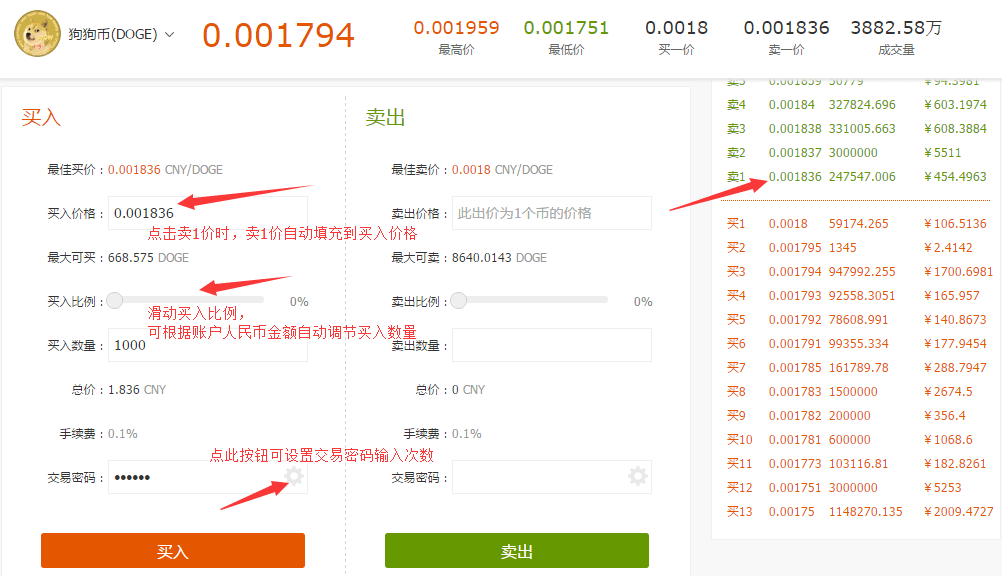 狗狗币(DOGE)
0.001794
0.001959
最高价
0.001751
最低价
0.0018
买一价
0.001836
卖一价
3882.58万
成交量
买入
最佳买价：0.001836 CNY/DOGE
买入价格：0.001836
点击卖1价时，卖1价自动填充到买入价格
最大可买：668.575 DOGE
买入比例：0%
滑动买入比例，
可根据账户人民币金额自动调节买入数量
买入数量：1000
总价：1.836 CNY
手续费：0.1%
点此按钮可设置交易密码输入次数
交易密码：••••••
买入
卖出
最佳卖价：0.0018 CNY/DOGE
卖出价格：此出价为1个币的价格
最大可卖：8640.0143 DOGE
卖出比例：0%
卖出数量：
总价：0 CNY
手续费：0.1%
交易密码：
卖出
卖4 0.00184 327824.696 ￥603.1974
卖3 0.001838 331005.663 ￥608.3884
卖2 0.001837 3000000 ￥5511
卖1 0.001836 247547.006 ￥454.4963
买1 0.0018 59174.265 ￥106.5136
买2 0.001795 1345 ￥2.4142
买3 0.001794 947992.255 ￥1700.6981
买4 0.001793 92558.3051 ￥165.957
买5 0.001792 78608.991 ￥140.8673
买6 0.001791 99355.334 ￥177.9454
买7 0.001785 161789.78 ￥288.7947
买8 0.001783 1500000 ￥2674.5
买9 0.001782 200000 ￥356.4
买10 0.001781 600000 ￥1068.6
买11 0.001773 103116.81 ￥182.8261
买12 0.001751 3000000 ￥5253
买13 0.00175 1148270.135 ￥2009.4727